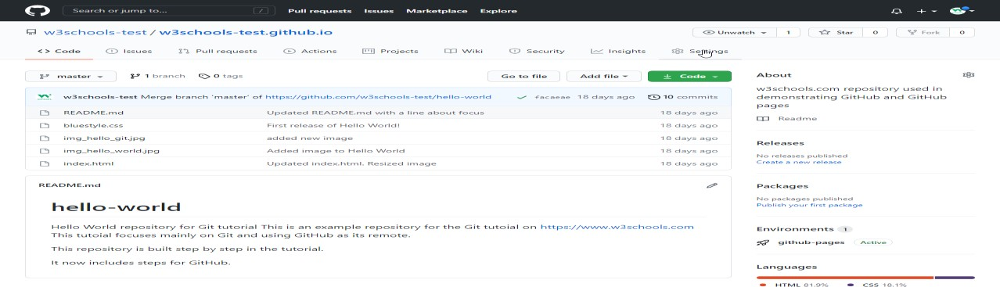 Search or jump to... /
Pull requests Issues Marketplace Explore
w3schools-test / w3schools-test.github.io
Unwatch 1 Star 0 Fork 0
<> Code Issues Pull requests Actions Projects Wiki Security Insights Settings
master 1 branch 0 tags Go to file Add file Code
w3schools-test Merge branch 'master' of https://github.com/w3schools-test/hello-world facaeae 18 days ago 10 commits
README.md Updated README.md with a line about focus 18 days ago
bluestyle.css First release of Hello World! 18 days ago
img_hello_git.jpg added new image 18 days ago
img_hello_world.jpg Added image to Hello World 18 days ago
index.html Updated index.html. Resized image 18 days ago
README.md
hello-world
Hello World repository for Git tutorial This is an example repository for the Git tutoial on https://www.w3schools.com
This tutoial focuses mainly on Git and using GitHub as its remote.
This repository is built step by step in the tutorial.
It now includes steps for GitHub.
About
w3schools.com repository used in
demonstrating GitHub and GitHub
pages
Readme
Releases
No releases published
Create a new release
Packages
No packages published
Publish your first package
Environments 1
github-pages Active
Languages
HTML 81.9% CSS 18.1%